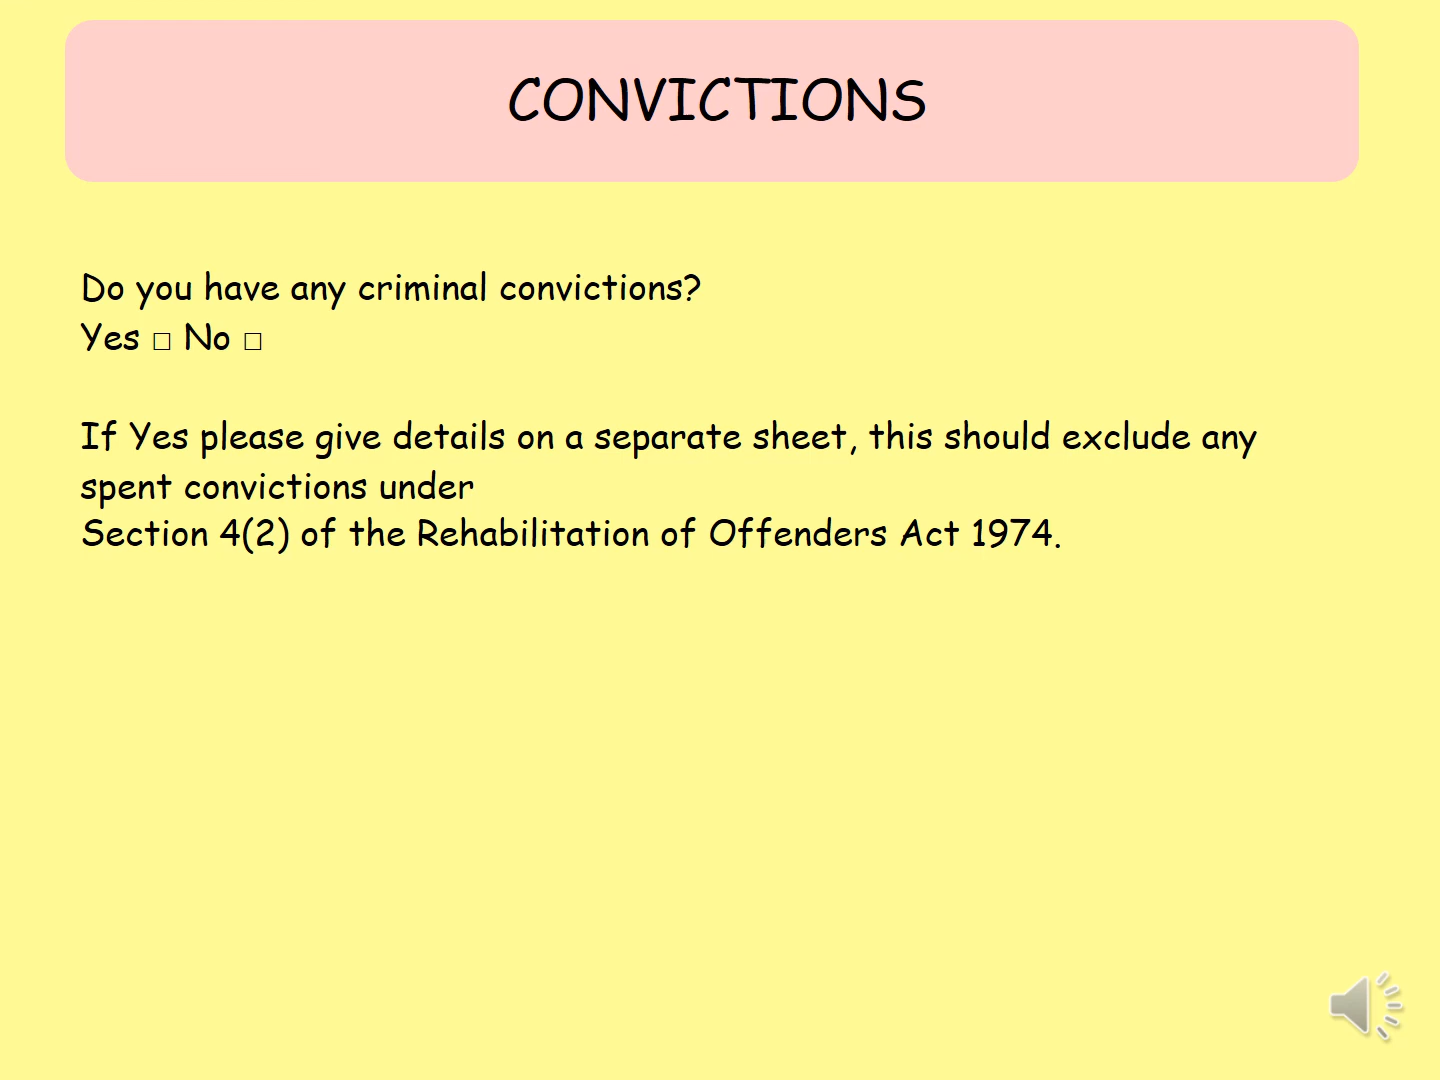 CONVICTIONS
Do you have any criminal convictions?
Yes □ No □
If Yes please give details on a separate sheet, this should exclude any
spent convictions under
Section 4(2) of the Rehabilitation of Offenders Act 1974.